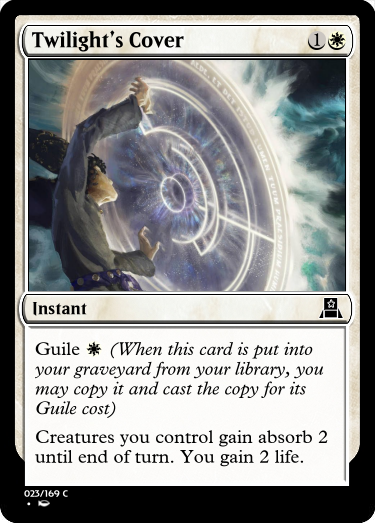 Twilight's Cover 1
Instant
Guile (When this card is put into
your graveyard from your library, you
may copy it and cast the copy for its
Guile cost)
Creatures you control gain absorb 2
until end of turn. You gain 2 life.
023/169 C